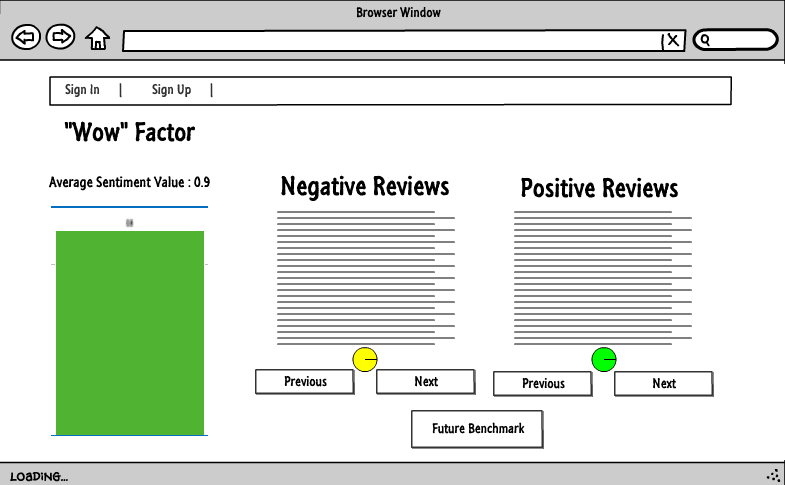 Browser Window
X
Sign In | Sign Up |
"Wow" Factor
Average Sentiment Value : 0.9
Negative Reviews
Positive Reviews
Previous
Next
Previous
Next
Future Benchmark
LOADING...